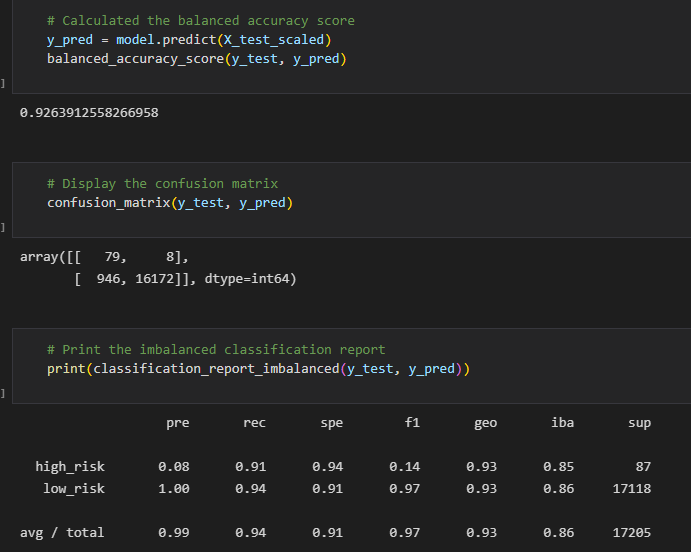 # Calculated the balanced accuracy score
y_pred = model.predict(X_test_scaled)
balanced_accuracy_score(y_test, y_pred)
]
0.9263912558266958
# Display the confusion matrix
confusion_matrix(y_test, y_pred)
]
array([[   79,     8],
       [  946, 16172]], dtype=int64)
# Print the imbalanced classification report
print(classification_report_imbalanced(y_test, y_pred))
]
                   pre       rec       spe        f1       geo       iba       sup
  high_risk       0.08      0.91      0.94      0.14      0.93      0.85        87
   low_risk       1.00      0.94      0.91      0.97      0.93      0.86     17118
avg / total       0.99      0.94      0.91      0.97      0.93      0.86     17205